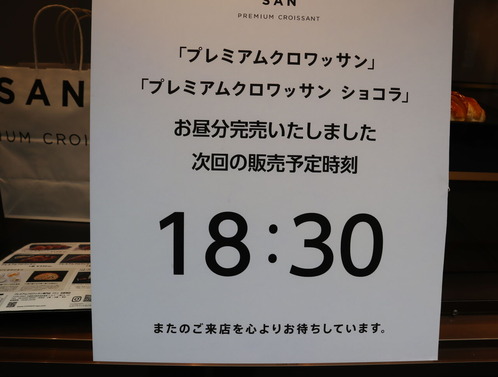 SAN
PREMIUM CROISSANT
「プレミアムクロワッサン」
「プレミアムクロワッサン ショコラ」
お昼分完売いたしました
次回の販売予定時刻
18:30
またのご来店を心よりお待ちしています。
SAN
UM CROI